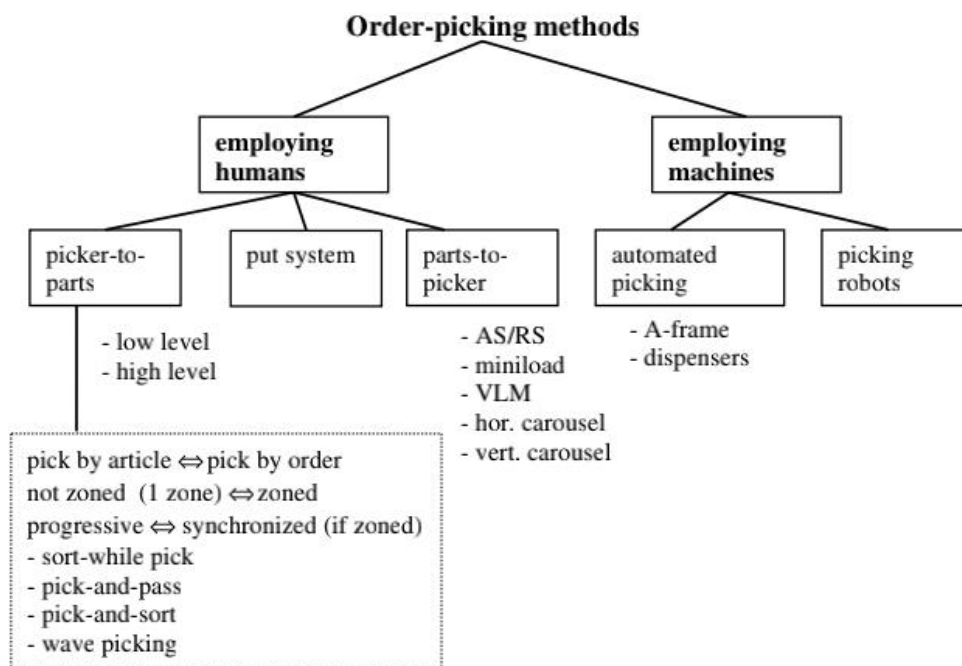 Order-picking methods
employing
humans
employing
machines
picker-to-
parts
put system
parts-to-
picker
automated
picking
picking
robots
- low level
- high level
- AS/RS
- miniload
- VLM
- hor. carousel
- vert. carousel
- A-frame
- dispensers
pick by article ⇔ pick by order
not zoned (1 zone) ⇔ zoned
progressive ⇔ synchronized (if zoned)
- sort-while pick
- pick-and-pass
- pick-and-sort
- wave picking